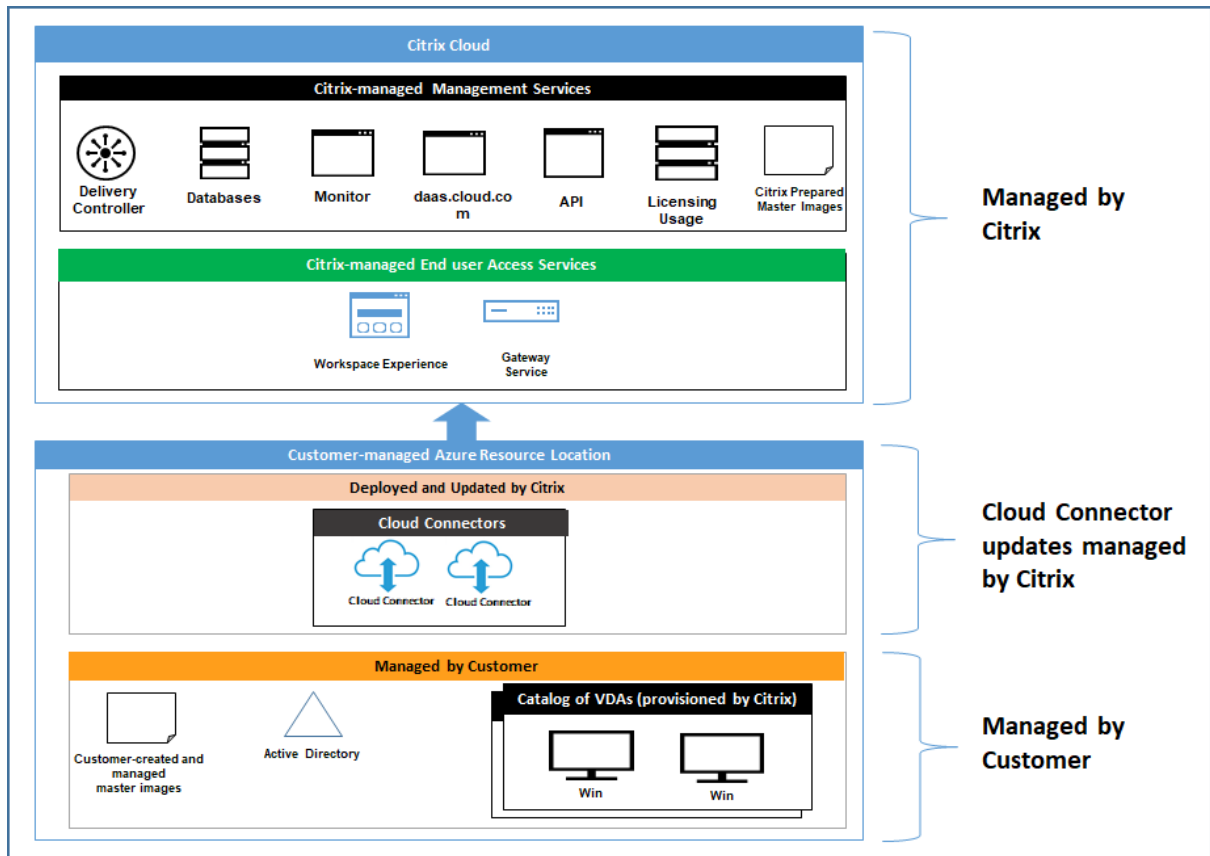 Citrix Cloud
Citrix-managed Management Services
Delivery
Controller
Databases
Monitor
daas.cloud.co
m
API
Licensing
Usage
Citrix Prepared
Master Images
Managed by
Citrix
Citrix-managed End user Access Services
Workspace Experience
Gateway
Service
Customer-managed Azure Resource Location
Deployed and Updated by Citrix
Cloud Connectors
Cloud Connector
Cloud Connector
Cloud Connector
updates managed
by Citrix
Managed by Customer
Customer-created and
managed
master images
Active Directory
Catalog of VDAs (provisioned by Citrix)
Win
Win
Managed by
Customer